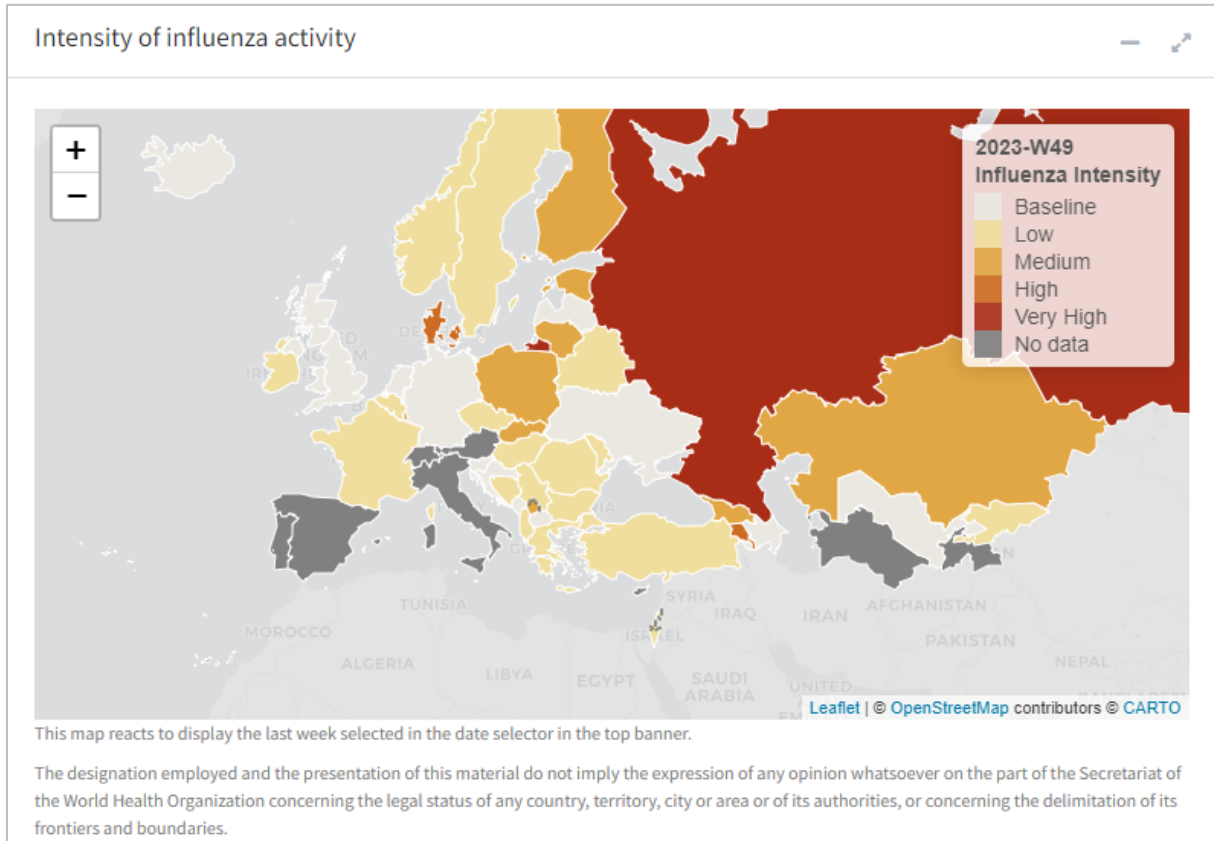 Intensity of influenza activity
+
−
2023-W49
Influenza Intensity
Baseline
Low
Medium
High
Very High
No data
TUNISIA
SYRIA
MOROCCO
IRAQ
IRAN
AFGHANISTAN
ISRAEL
PAKISTAN
ALGERIA
LIBYA
EGYPT
SAUDI
ARABIA
NEPAL
UNITED
Leaflet | © OpenStreetMap contributors © CARTO
This map reacts to display the last week selected in the date selector in the top banner.
The designation employed and the presentation of this material do not imply the expression of any opinion whatsoever on the part of the Secretariat of
the World Health Organization concerning the legal status of any country, territory, city or area or of its authorities, or concerning the delimitation of its
frontiers and boundaries.